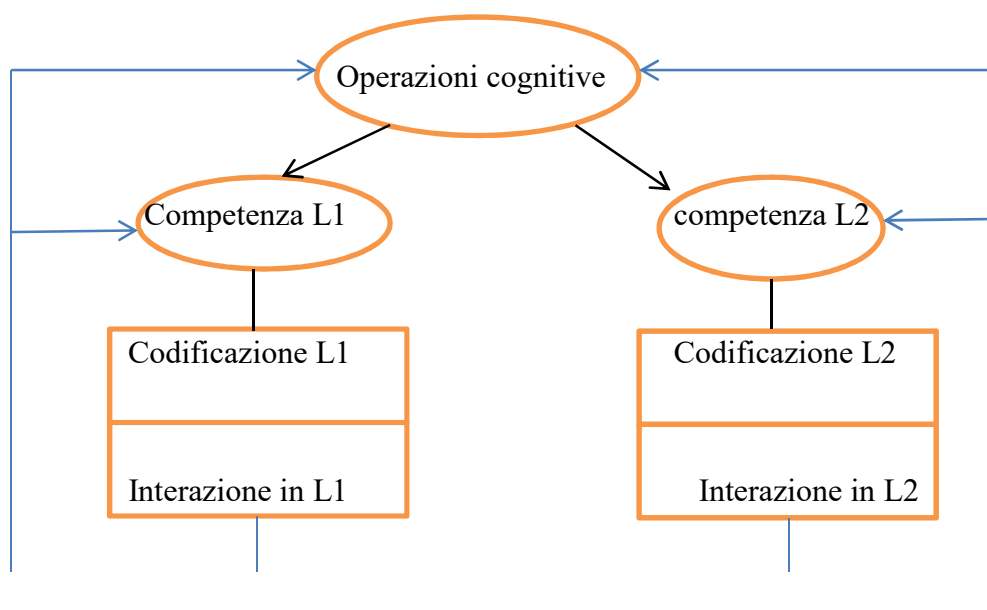 Operazioni cognitive
Competenza L1
competenza L2
Codificazione L1
Codificazione L2
Interazione in L1
Interazione in L2